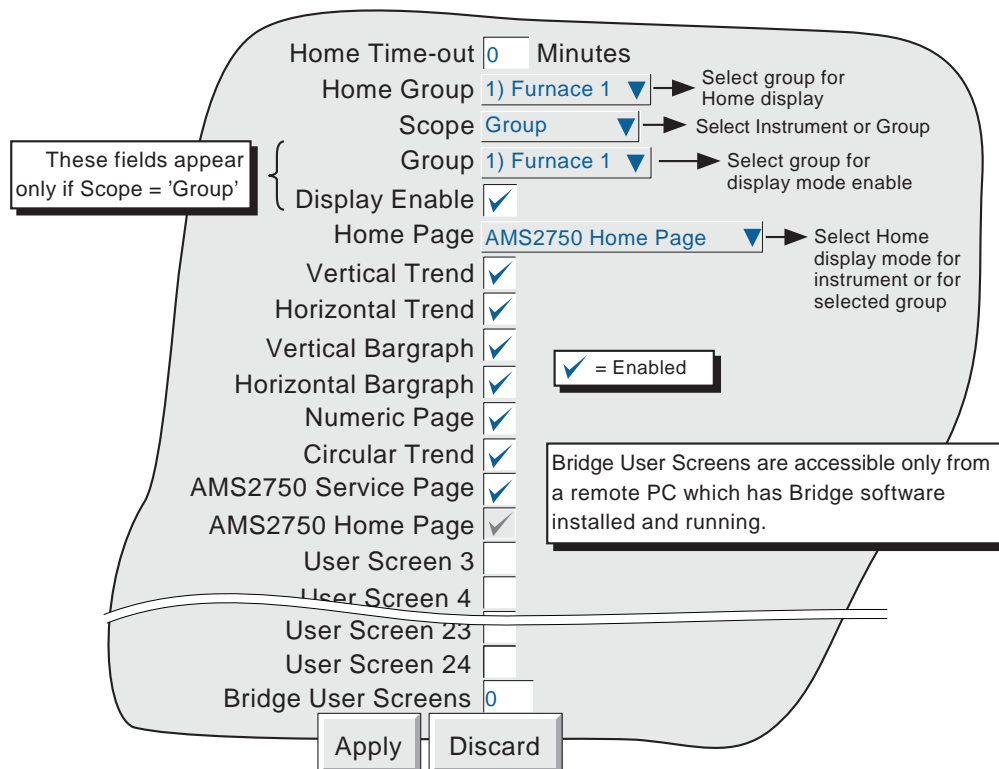 Home Time-out 0 Minutes
Home Group 1) Furnace 1
Select group for
Home display
Scope Group
Select Instrument or Group
These fields appear
only if Scope = 'Group'
Group 1) Furnace 1
Select group for
display mode enable
Display Enable
Home Page AMS2750 Home Page
Select Home
display mode for
instrument or for
selected group
Vertical Trend
Horizontal Trend
Vertical Bargraph
= Enabled
Horizontal Bargraph
Numeric Page
Circular Trend
AMS2750 Service Page
Bridge User Screens are accessible only from
a remote PC which has Bridge software
installed and running.
AMS2750 Home Page
User Screen 3
User Screen 4
User Screen 23
User Screen 24
Bridge User Screens 0
Apply Discard